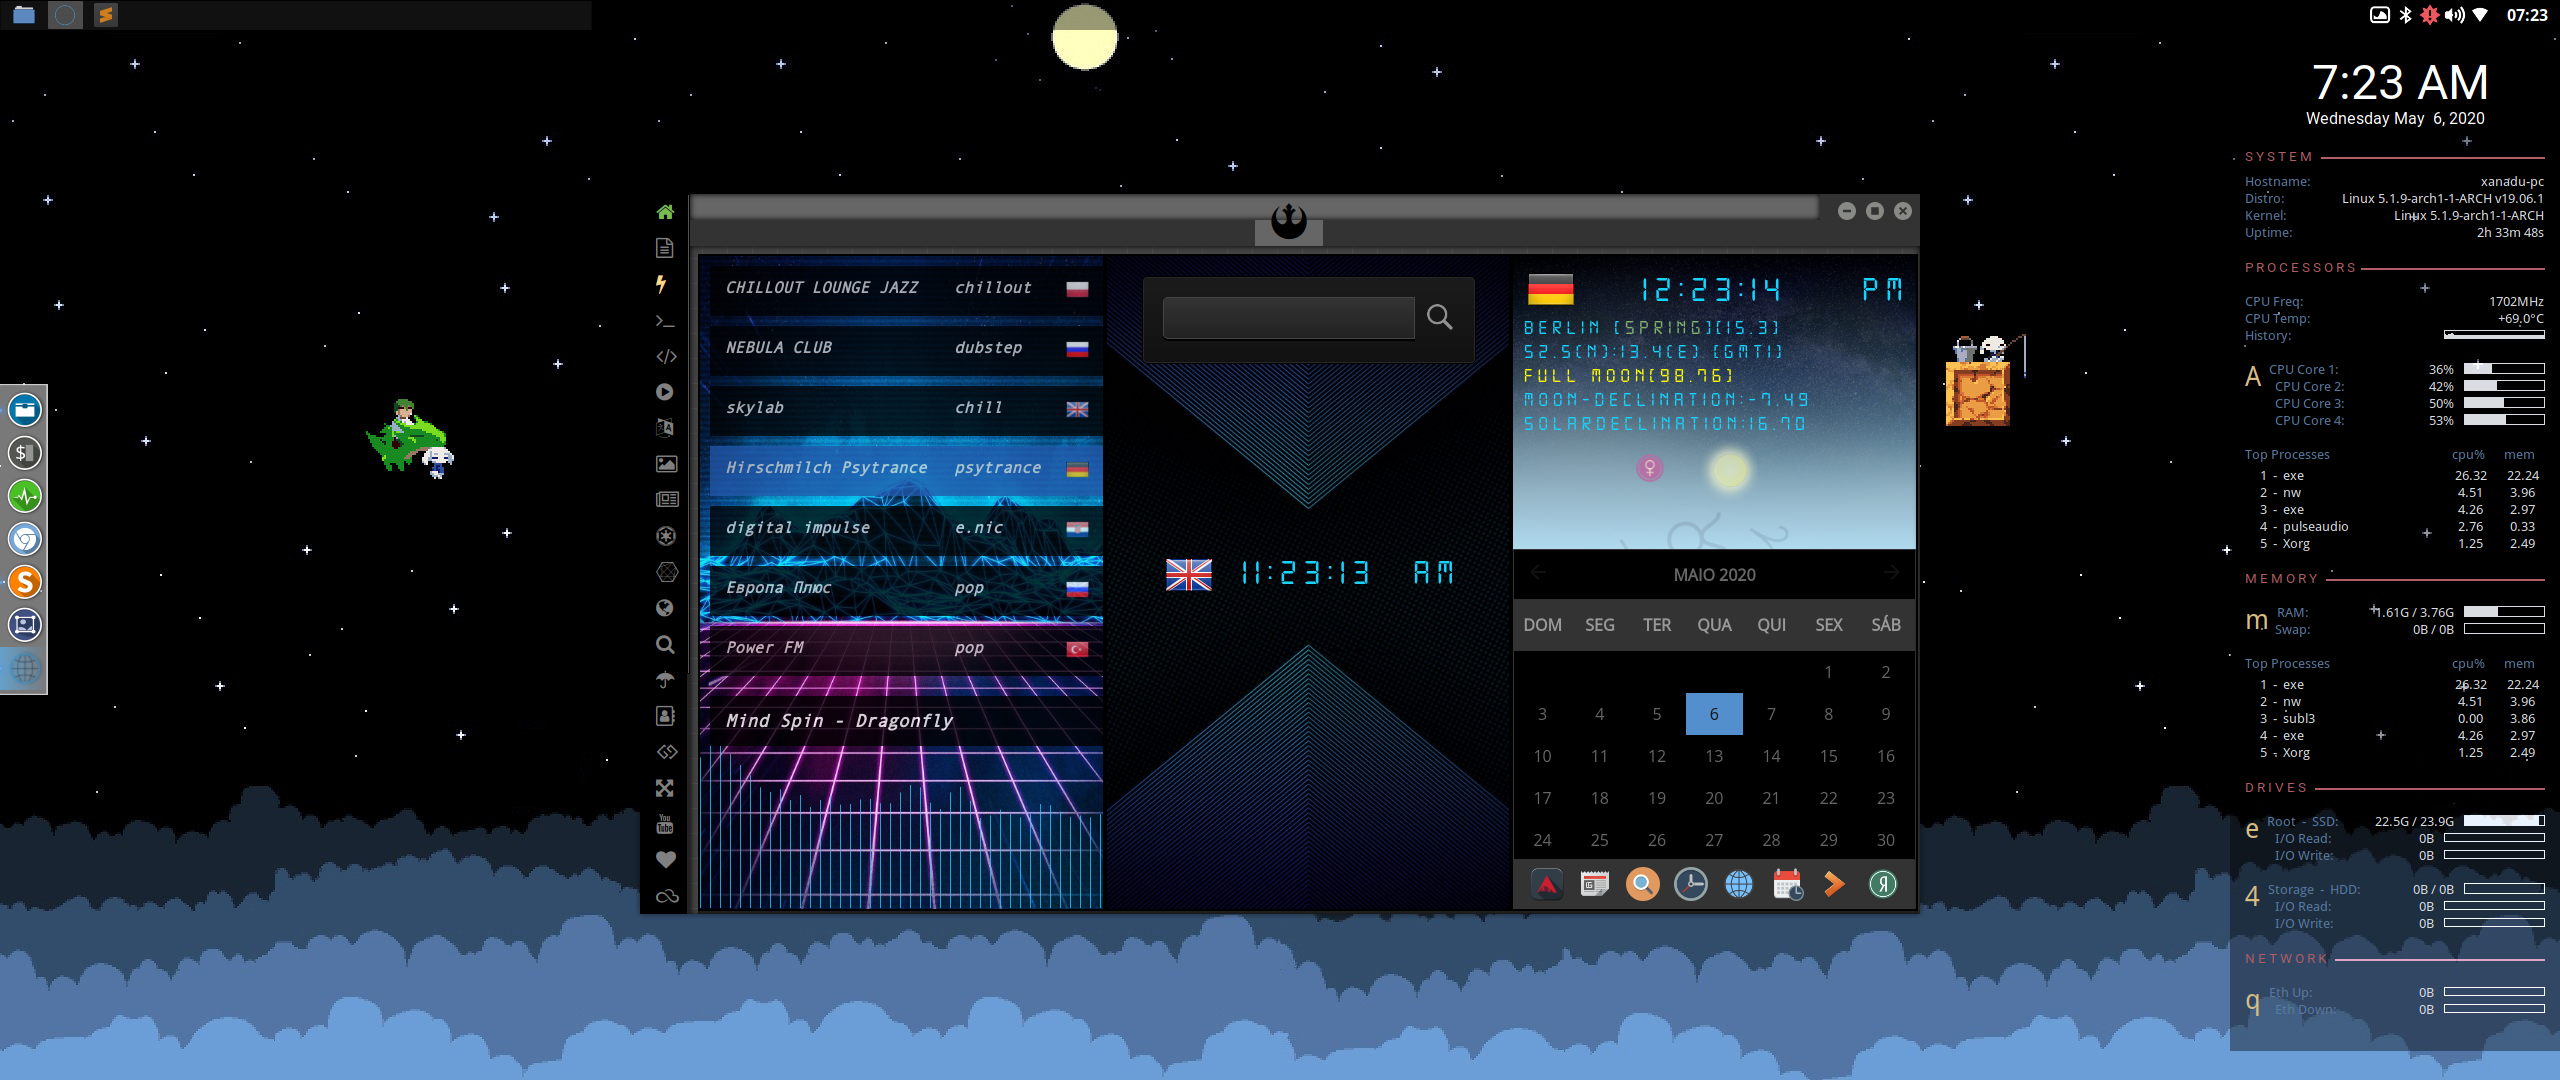 07:23
7:23 AM
Wednesday May 6, 2020
SYSTEM
Hostname: xanadu-pc
Distro: Linux 5.1.9-arch1-1-ARCH v19.06.1
Kernel: Linux 5.1.9-arch1-1-ARCH
Uptime: 2h 33m 48s
PROCESSORS
CPU Freq: 1702MHz
CPU Temp: +69.0°C
History:
A CPU Core 1: 36%
CPU Core 2: 42%
CPU Core 3: 50%
CPU Core 4: 53%
Top Processes cpu% mem
1 - exe 26.32 22.24
2 - nw 4.51 3.96
3 - exe 4.26 2.97
4 - pulseaudio 2.76 0.33
5 - Xorg 1.25 2.49
MEMORY
m RAM: 1.61G / 3.76G
Swap: 0B / 0B
Top Processes cpu% mem
1 - exe 26.32 22.24
2 - nw 4.51 3.96
3 - subl3 0.00 3.86
4 - exe 4.26 2.97
5 - Xorg 1.25 2.49
DRIVES
e Root - SSD: 22.5G / 23.9G
I/O Read: 0B
I/O Write: 0B
4 Storage - HDD: 0B / 0B
I/O Read: 0B
I/O Write: 0B
NETWORK
q Eth Up: 0B
Eth Down: 0B
CHILLOUT LOUNGE JAZZ chillout
NEBULA CLUB dubstep
skylab chill
Hirschmilch Psytrance psytrance
digital impulse e.nic
Европа Плюс pop
Power FM pop
Mind Spin - Dragonfly
You
Tube
11:23:13 AM
12:23:14 PM
BERLIN [SPRING][15.3]
52.5(N):13.4(E) [GMT1]
FULL MOON[98.76]
MOON-DECLINATION:-7.49
SOLARDECLINATION:16.70
MAIO 2020
DOM SEG TER QUA QUI SEX SÁB
1 2
3 4 5 6 7 8 9
10 11 12 13 14 15 16
17 18 19 20 21 22 23
24 25 26 27 28 29 30